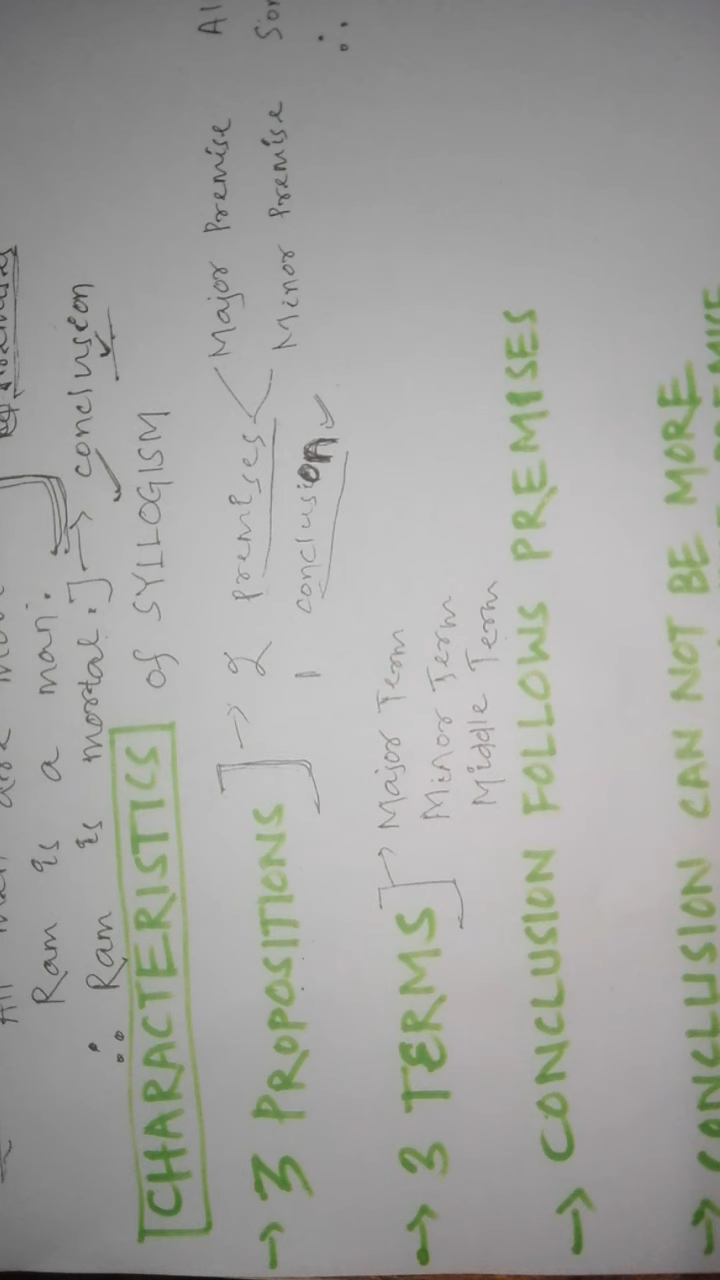 Ram is a man.
∴ Ram is mortal.] → conclusion
CHARACTERISTICS of SYLLOGISM
→ 3 PROPOSITIONS] → 2 premises < Major Premise
Minor Premise
1 conclusion
→ 3 TERMS] → Major Term
Minor Term
Middle Term
→ CONCLUSION FOLLOWS PREMISES
→ CONCLUSION CAN NOT BE MORE